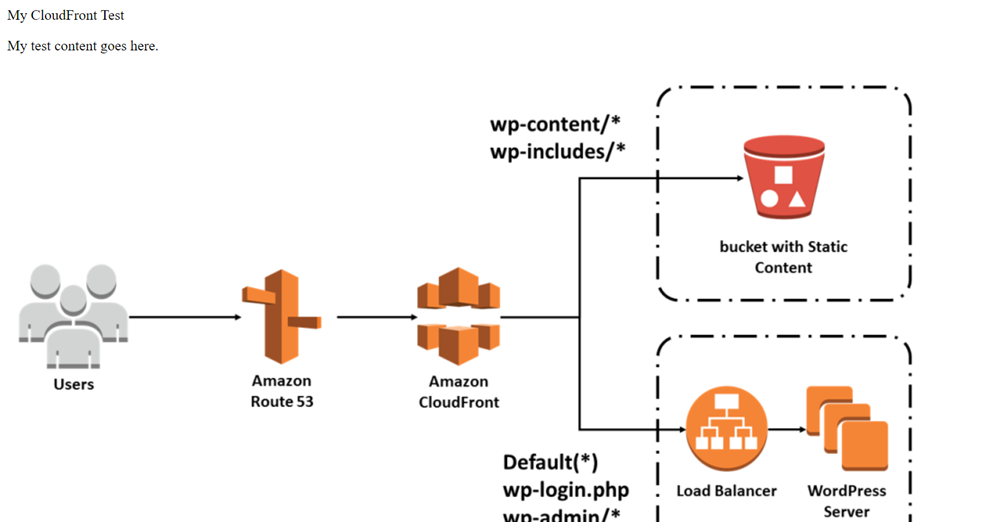 My CloudFront Test
My test content goes here.
wp-content/*
wp-includes/*
bucket with Static
Content
Users
Amazon
Route 53
Amazon
CloudFront
Default(*)
wp-login.php
wp-admin/*
Load Balancer
WordPress
Server